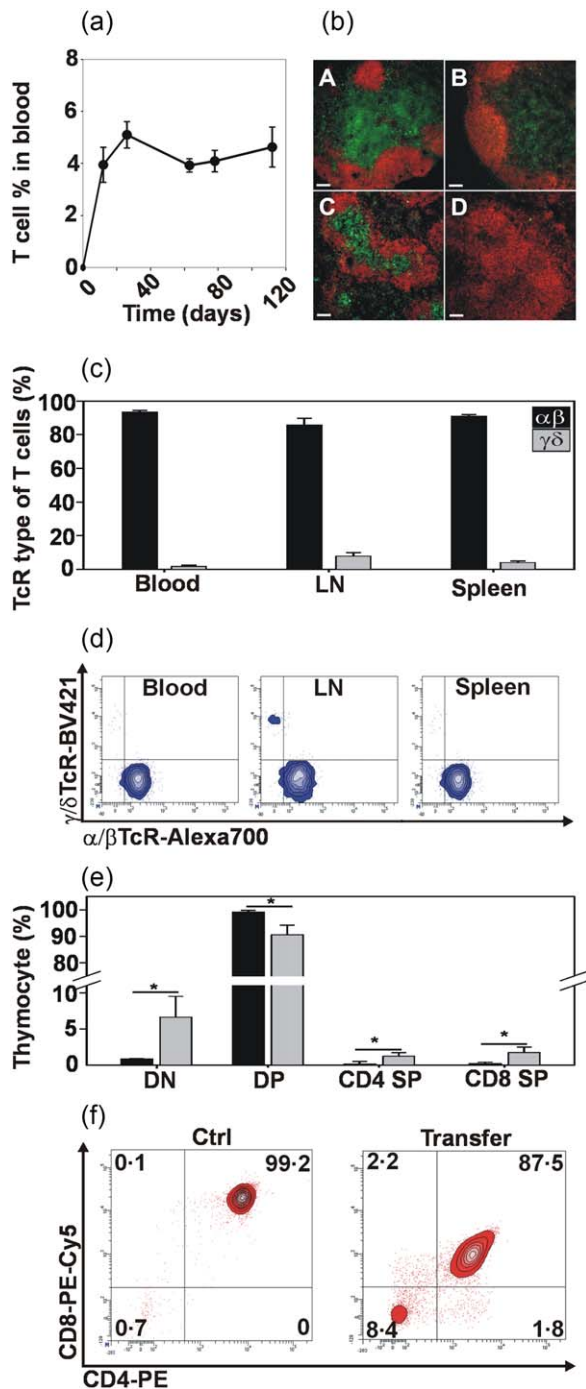 (a)
T cell % in blood
8
6
4
2
0
0 40 80 120
Time (days)
(b)
A
B
C
D
(c)
TcR type of T cells (%)
100
80
60
40
20
0
αβ
γδ
Blood LN Spleen
(d)
γ/δTcR-BV421
Blood
LN
Spleen
α/βTcR-Alexa700
(e)
Thymocyte (%)
100
90
10
5
0
*
*
*
*
DN DP CD4 SP CD8 SP
(f)
Ctrl
Transfer
CD8-PE-Cy5
0·1 99·2
0·7 0
2·2 87·5
8·4 1·8
CD4-PE